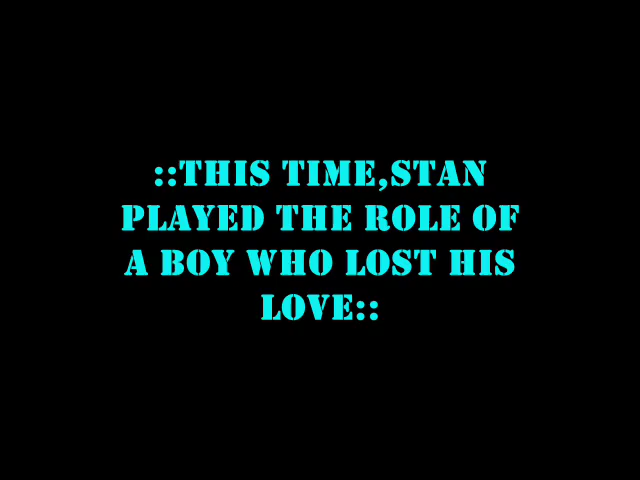 ::THIS TIME,STAN
PLAYED THE ROLE OF
A BOY WHO LOST HIS
LOVE::